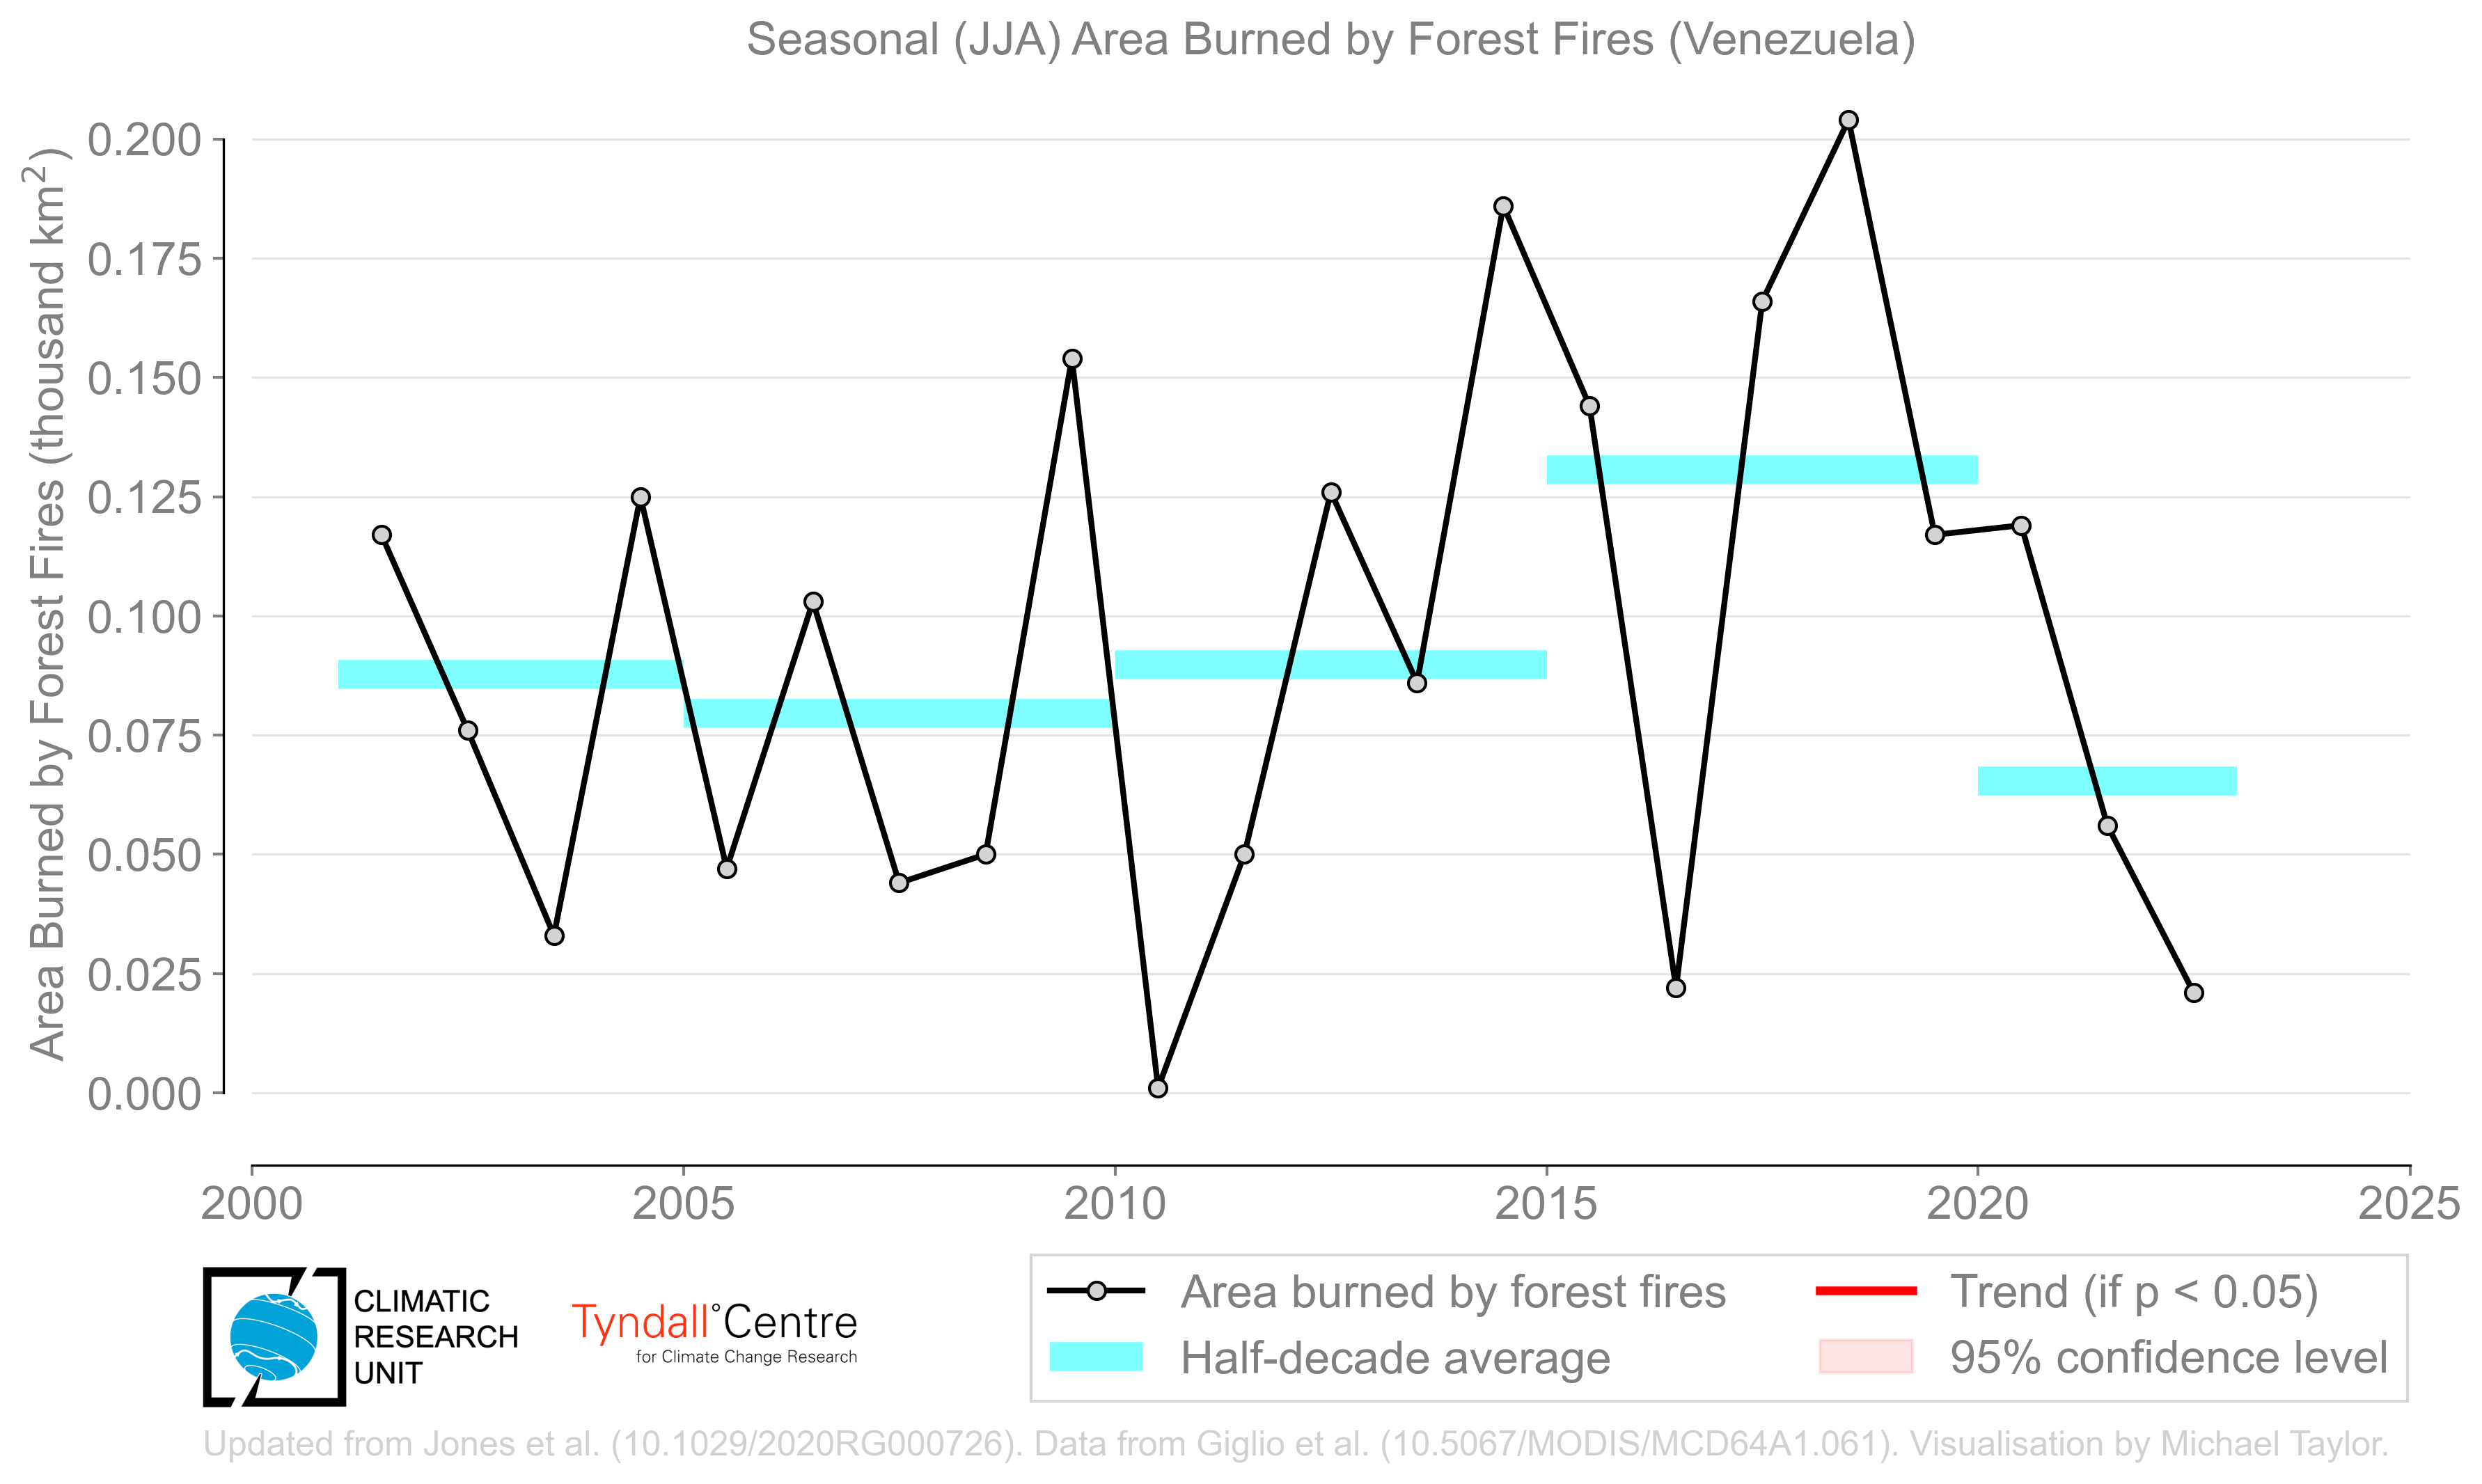 Seasonal (JJA) Area Burned by Forest Fires (Venezuela)
Area Burned by Forest Fires (thousand km²)
0.200
0.175
0.150
0.125
0.100
0.075
0.050
0.025
0.000
2000 2005 2010 2015 2020 2025
CLIMATIC
RESEARCH
UNIT
Tyndall°Centre
for Climate Change Research
Area burned by forest fires
Half-decade average
Trend (if p < 0.05)
95% confidence level
Updated from Jones et al. (10.1029/2020RG000726). Data from Giglio et al. (10.5067/MODIS/MCD64A1.061). Visualisation by Michael Taylor.